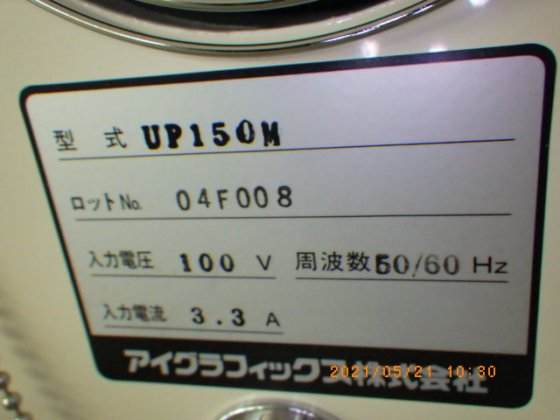 型 式 UP150M
ロットNo. 04F008
入力電圧 100 V 周波数 50/60 Hz
入力電流 3.3 A
アイグラフィックス株式会社
2021/05/21 10:30